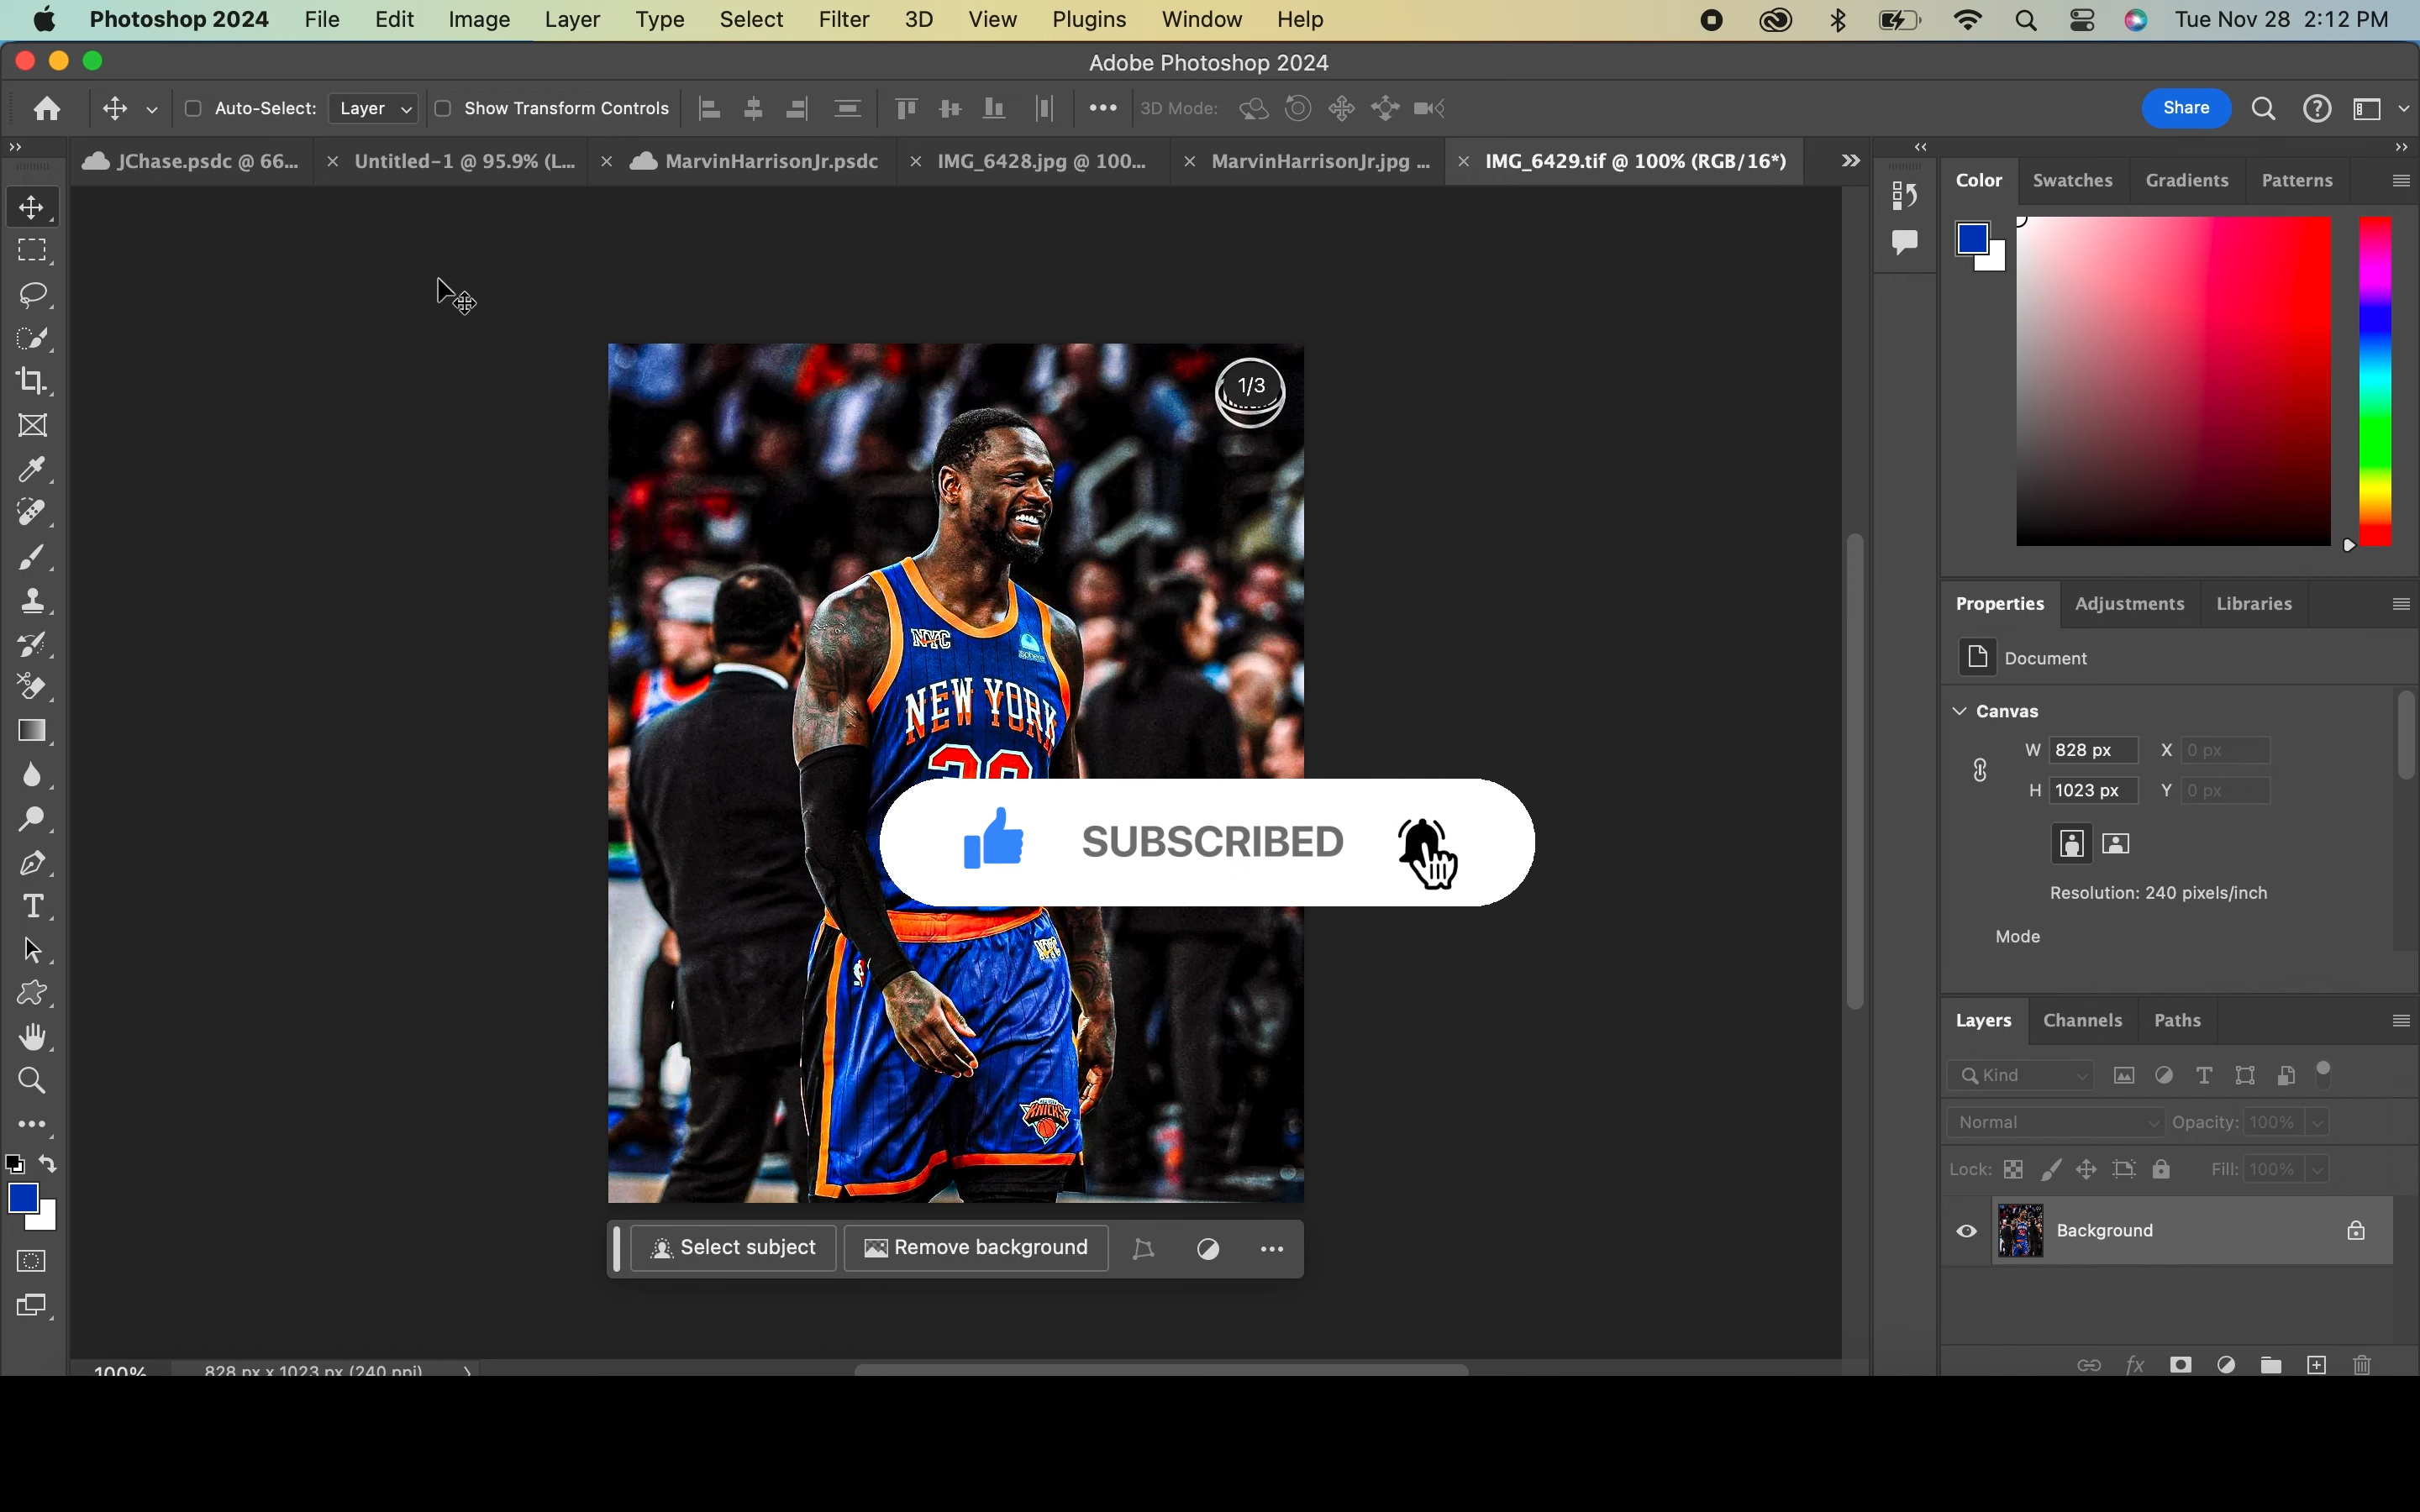 Photoshop 2024 File Edit Image Layer Type Select Filter 3D View Plugins Window Help Tue Nov 28 2:12 PM
Adobe Photoshop 2024
Auto-Select: Layer Show Transform Controls 3D Mode: Share
JChase.psdc @ 66... Untitled-1 @ 95.9% (L... MarvinHarrisonJr.psdc IMG_6428.jpg @ 100... MarvinHarrisonJr.jpg ... IMG_6429.tif @ 100% (RGB/16*)
Color Swatches Gradients Patterns
1/3
NYC
NEW YORK
SUBSCRIBED
NYC
KNICKS
Select subject Remove background
100% 828 px x 1023 px (240 ppi)
Properties Adjustments Libraries
Document
Canvas
W 828 px X 0 px
H 1023 px Y 0 px
Resolution: 240 pixels/inch
Mode
Layers Channels Paths
Kind
Normal Opacity: 100%
Lock: Fill: 100%
Background
fx